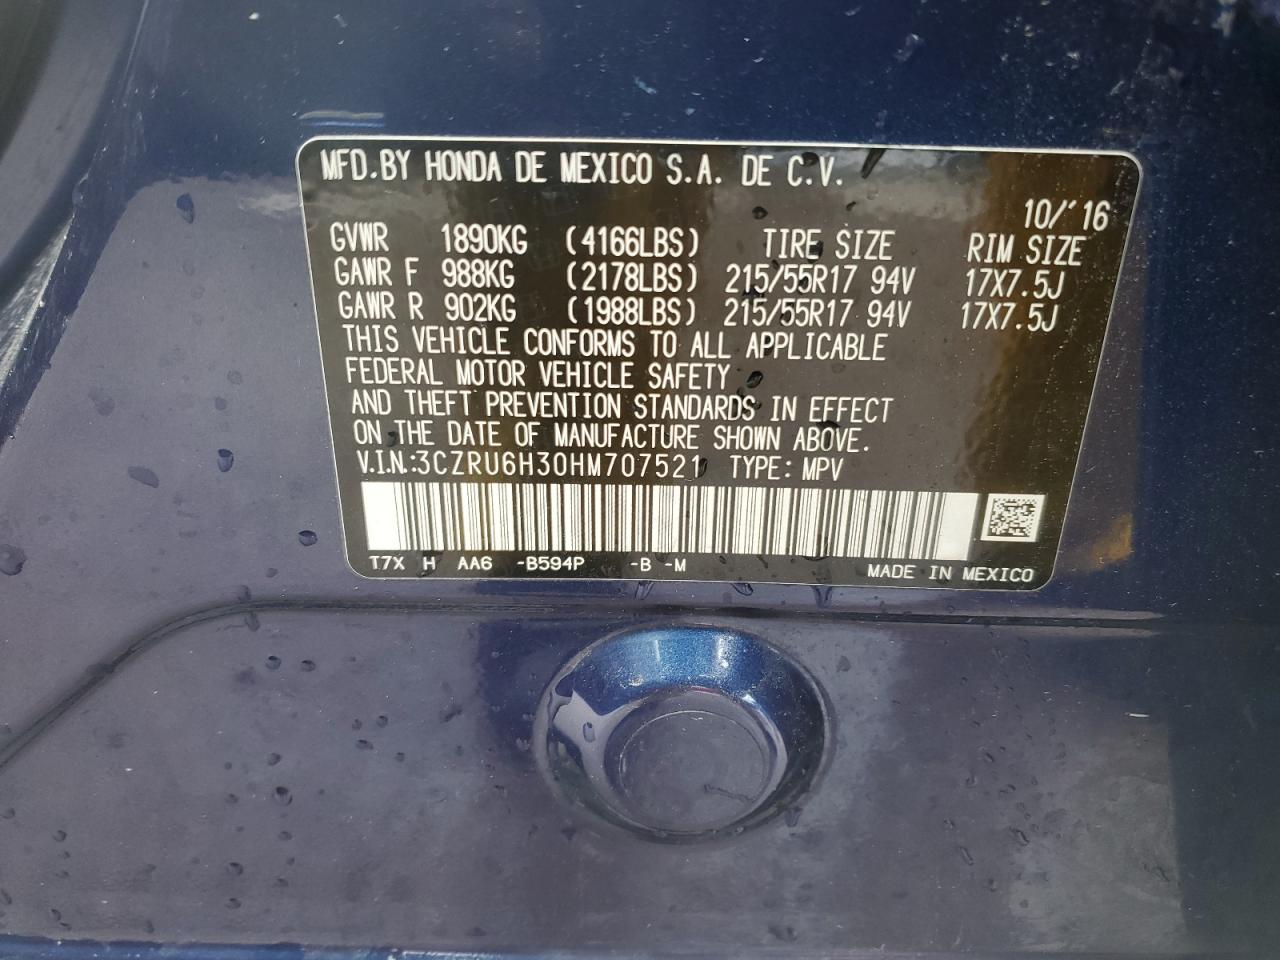 MFD.BY HONDA DE MEXICO S.A. DE C.V.
10/'16
GVWR 1890KG (4166LBS) TIRE SIZE RIM SIZE
GAWR F 988KG (2178LBS) 215/55R17 94V 17X7.5J
GAWR R 902KG (1988LBS) 215/55R17 94V 17X7.5J
THIS VEHICLE CONFORMS TO ALL APPLICABLE
FEDERAL MOTOR VEHICLE SAFETY
AND THEFT PREVENTION STANDARDS IN EFFECT
ON THE DATE OF MANUFACTURE SHOWN ABOVE.
V.I.N.:3CZRU6H30HM707521 TYPE: MPV
T7X H AA6 -B594P -B -M MADE IN MEXICO